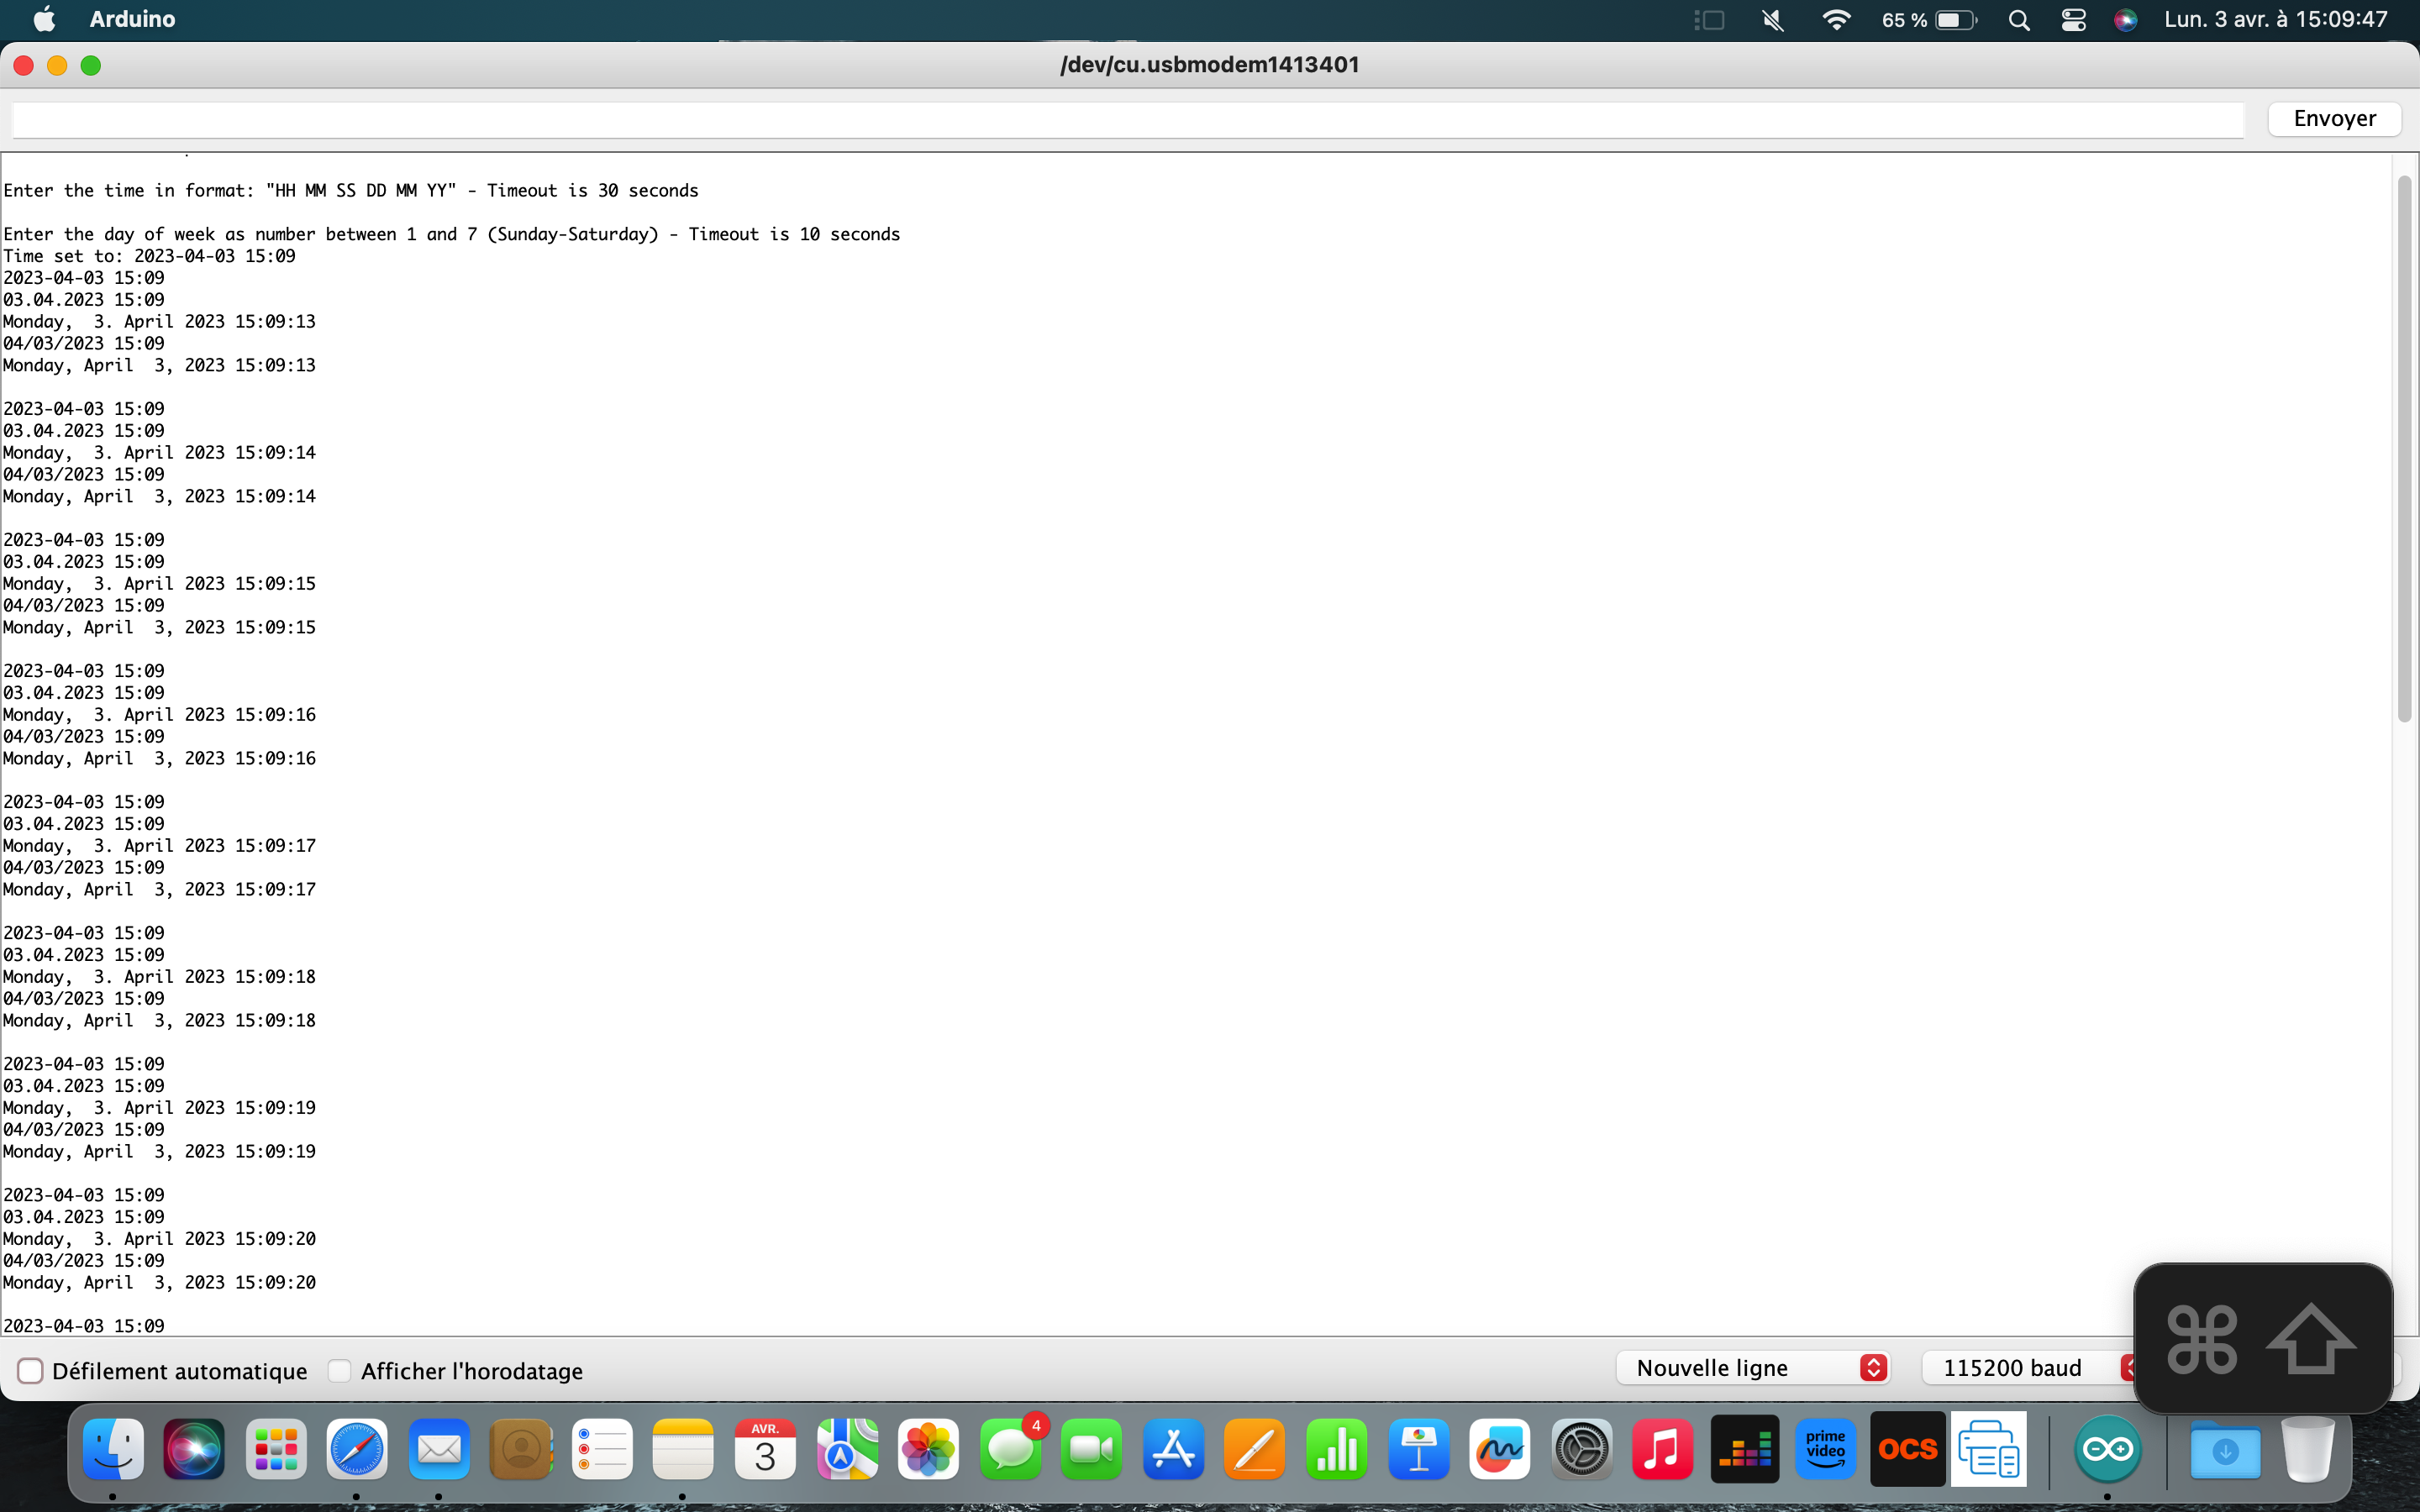 Arduino
65 %
Lun. 3 avr. à 15:09:47
/dev/cu.usbmodem1413401
Envoyer
Enter the time in format: "HH MM SS DD MM YY" - Timeout is 30 seconds
Enter the day of week as number between 1 and 7 (Sunday-Saturday) - Timeout is 10 seconds
Time set to: 2023-04-03 15:09
2023-04-03 15:09
03.04.2023 15:09
Monday,  3. April 2023 15:09:13
04/03/2023 15:09
Monday, April  3, 2023 15:09:13
2023-04-03 15:09
03.04.2023 15:09
Monday,  3. April 2023 15:09:14
04/03/2023 15:09
Monday, April  3, 2023 15:09:14
2023-04-03 15:09
03.04.2023 15:09
Monday,  3. April 2023 15:09:15
04/03/2023 15:09
Monday, April  3, 2023 15:09:15
2023-04-03 15:09
03.04.2023 15:09
Monday,  3. April 2023 15:09:16
04/03/2023 15:09
Monday, April  3, 2023 15:09:16
2023-04-03 15:09
03.04.2023 15:09
Monday,  3. April 2023 15:09:17
04/03/2023 15:09
Monday, April  3, 2023 15:09:17
2023-04-03 15:09
03.04.2023 15:09
Monday,  3. April 2023 15:09:18
04/03/2023 15:09
Monday, April  3, 2023 15:09:18
2023-04-03 15:09
03.04.2023 15:09
Monday,  3. April 2023 15:09:19
04/03/2023 15:09
Monday, April  3, 2023 15:09:19
2023-04-03 15:09
03.04.2023 15:09
Monday,  3. April 2023 15:09:20
04/03/2023 15:09
Monday, April  3, 2023 15:09:20
2023-04-03 15:09
Défilement automatique
Afficher l'horodatage
Nouvelle ligne
115200 baud
AVR.
3
4
prime
video
OCS